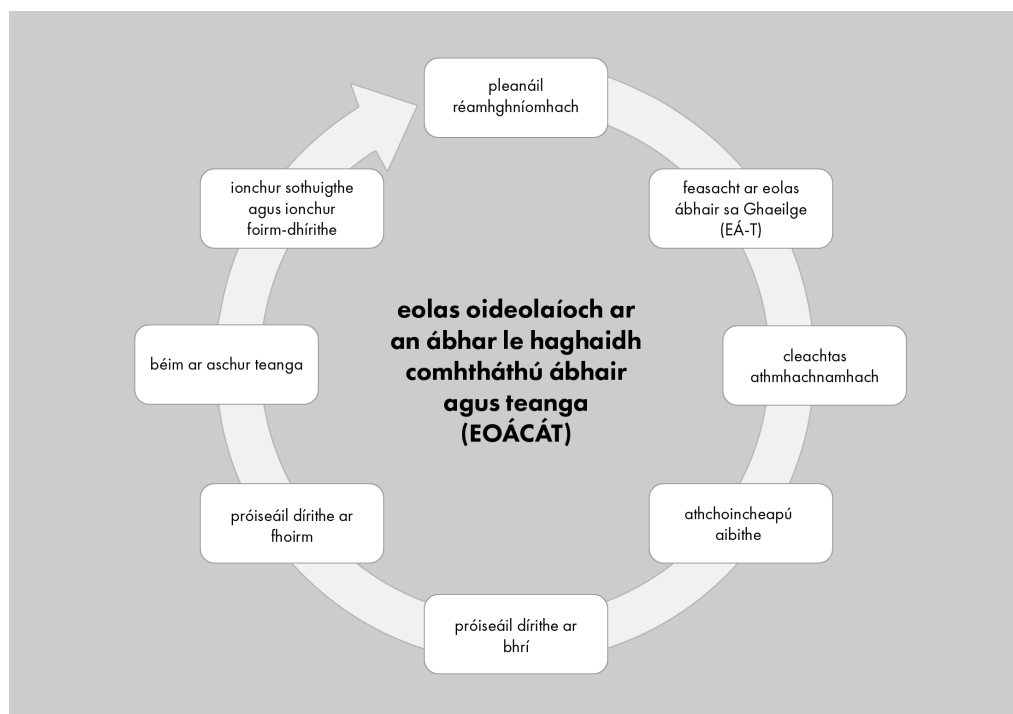 pleanáil
réamhghníomhach
feasacht ar eolas
ábhair sa Ghaeilge
(EÁ-T)
cleachtas
athmhachnamhach
athchoincheapú
aibithe
próiseáil dírithe ar
bhrí
próiseáil dírithe ar
fhoirm
béim ar aschur teanga
ionchur sothuigthe
agus ionchur
foirm-dhírithe
eolas oideolaíoch ar
an ábhar le haghaidh
comhtháthú ábhair
agus teanga
(EOÁCÁT)